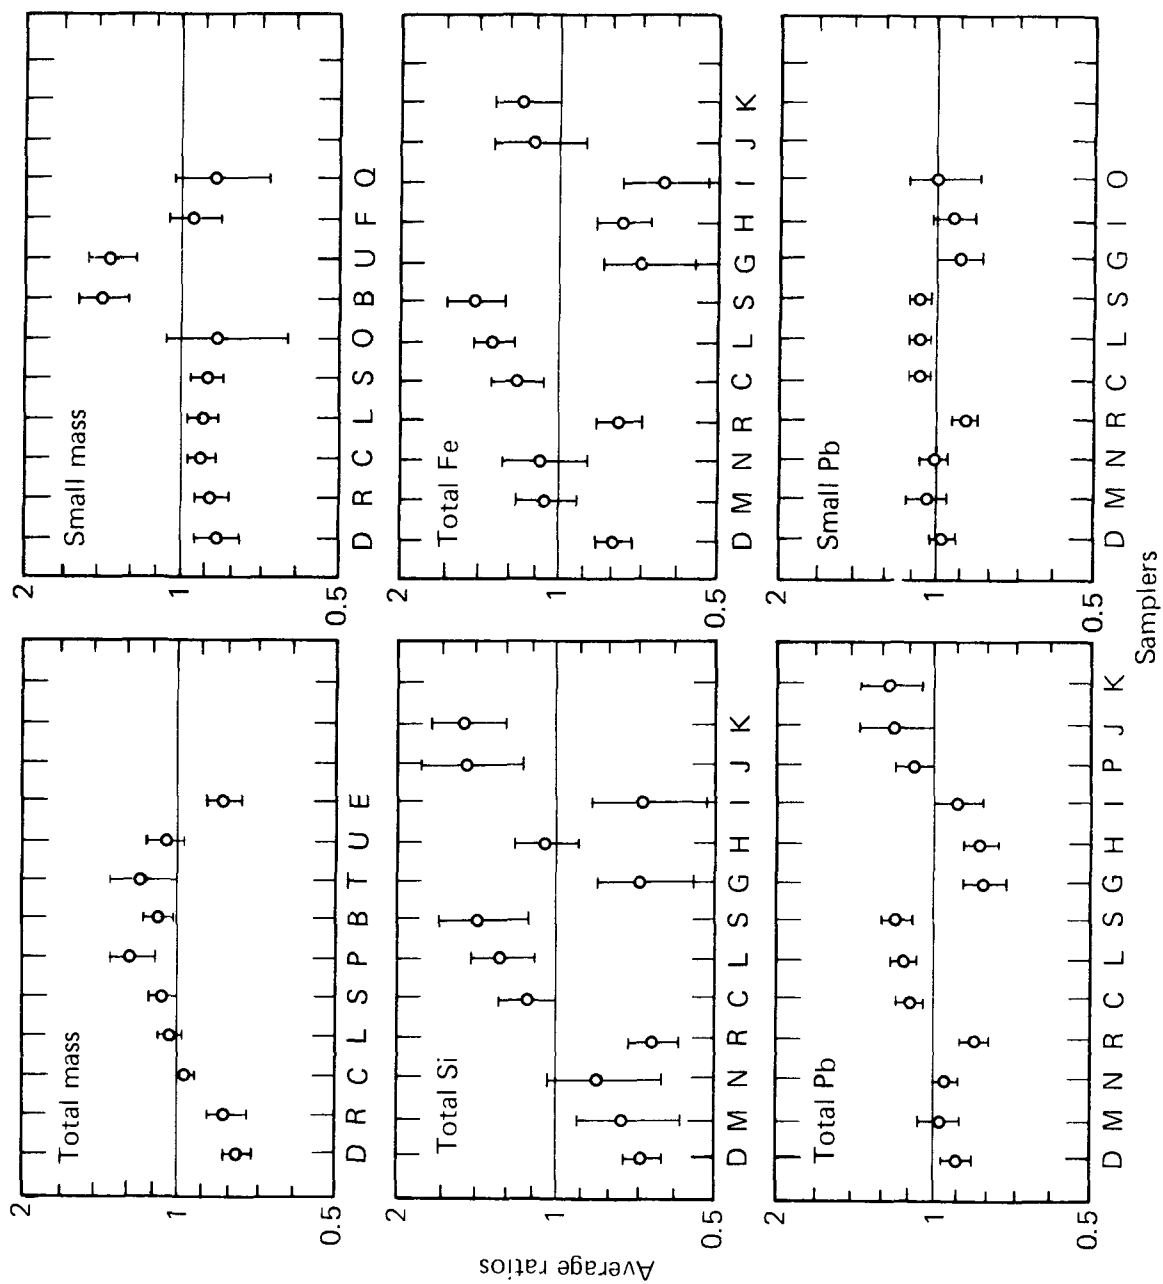 Average ratios
2
1
0.5
Total mass
D R C L S P B T U E
2
1
0.5
Small mass
D R C L S O B U F Q
2
1
0.5
Total Si
D M N R C L S G H I J K
2
1
0.5
Total Fe
D M N R C L S G H I J K
2
1
0.5
Total Pb
D M N R C L S G H I P J K
2
1
0.5
Small Pb
D M N R C L S G I O
Samplers